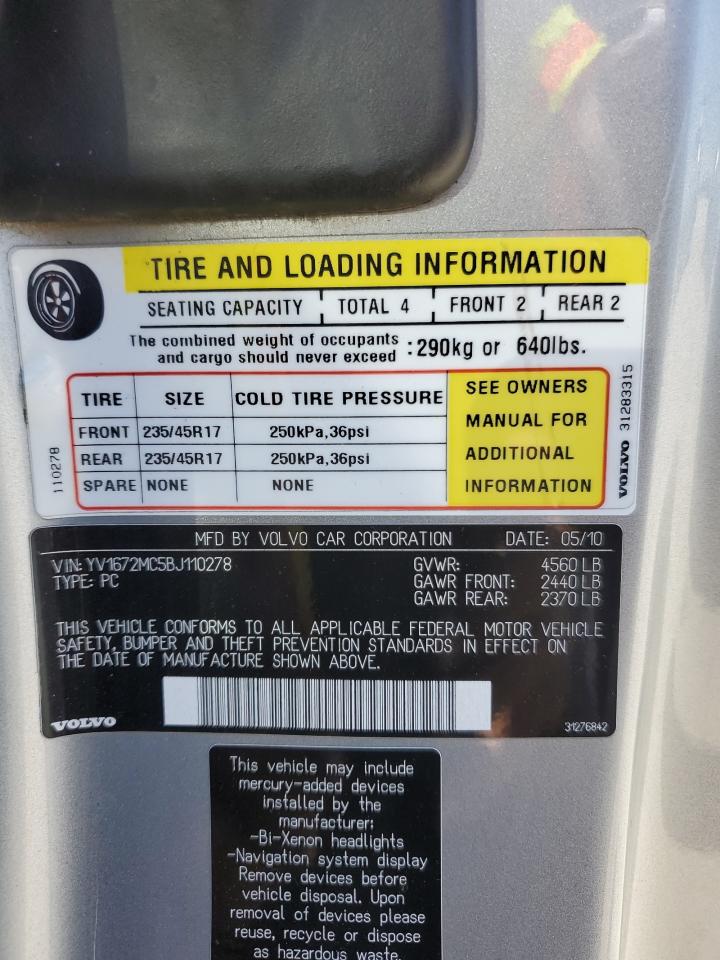 TIRE AND LOADING INFORMATION
SEATING CAPACITY TOTAL 4 FRONT 2 REAR 2
The combined weight of occupants
and cargo should never exceed :290kg or 640lbs.
TIRE SIZE COLD TIRE PRESSURE
FRONT 235/45R17 250kPa,36psi
REAR 235/45R17 250kPa,36psi
SPARE NONE NONE
SEE OWNERS
MANUAL FOR
ADDITIONAL
INFORMATION
110278
VOLVO 31283315
MFD BY VOLVO CAR CORPORATION DATE: 05/10
VIN: YV1672MC5BJ110278 GVWR: 4560 LB
TYPE: PC GAWR FRONT: 2440 LB
GAWR REAR: 2370 LB
THIS VEHICLE CONFORMS TO ALL APPLICABLE FEDERAL MOTOR VEHICLE
SAFETY, BUMPER AND THEFT PREVENTION STANDARDS IN EFFECT ON
THE DATE OF MANUFACTURE SHOWN ABOVE.
VOLVO 31276842
This vehicle may include
mercury-added devices
installed by the
manufacturer:
-Bi-Xenon headlights
-Navigation system display
Remove devices before
vehicle disposal. Upon
removal of devices please
reuse, recycle or dispose
as hazardous waste.